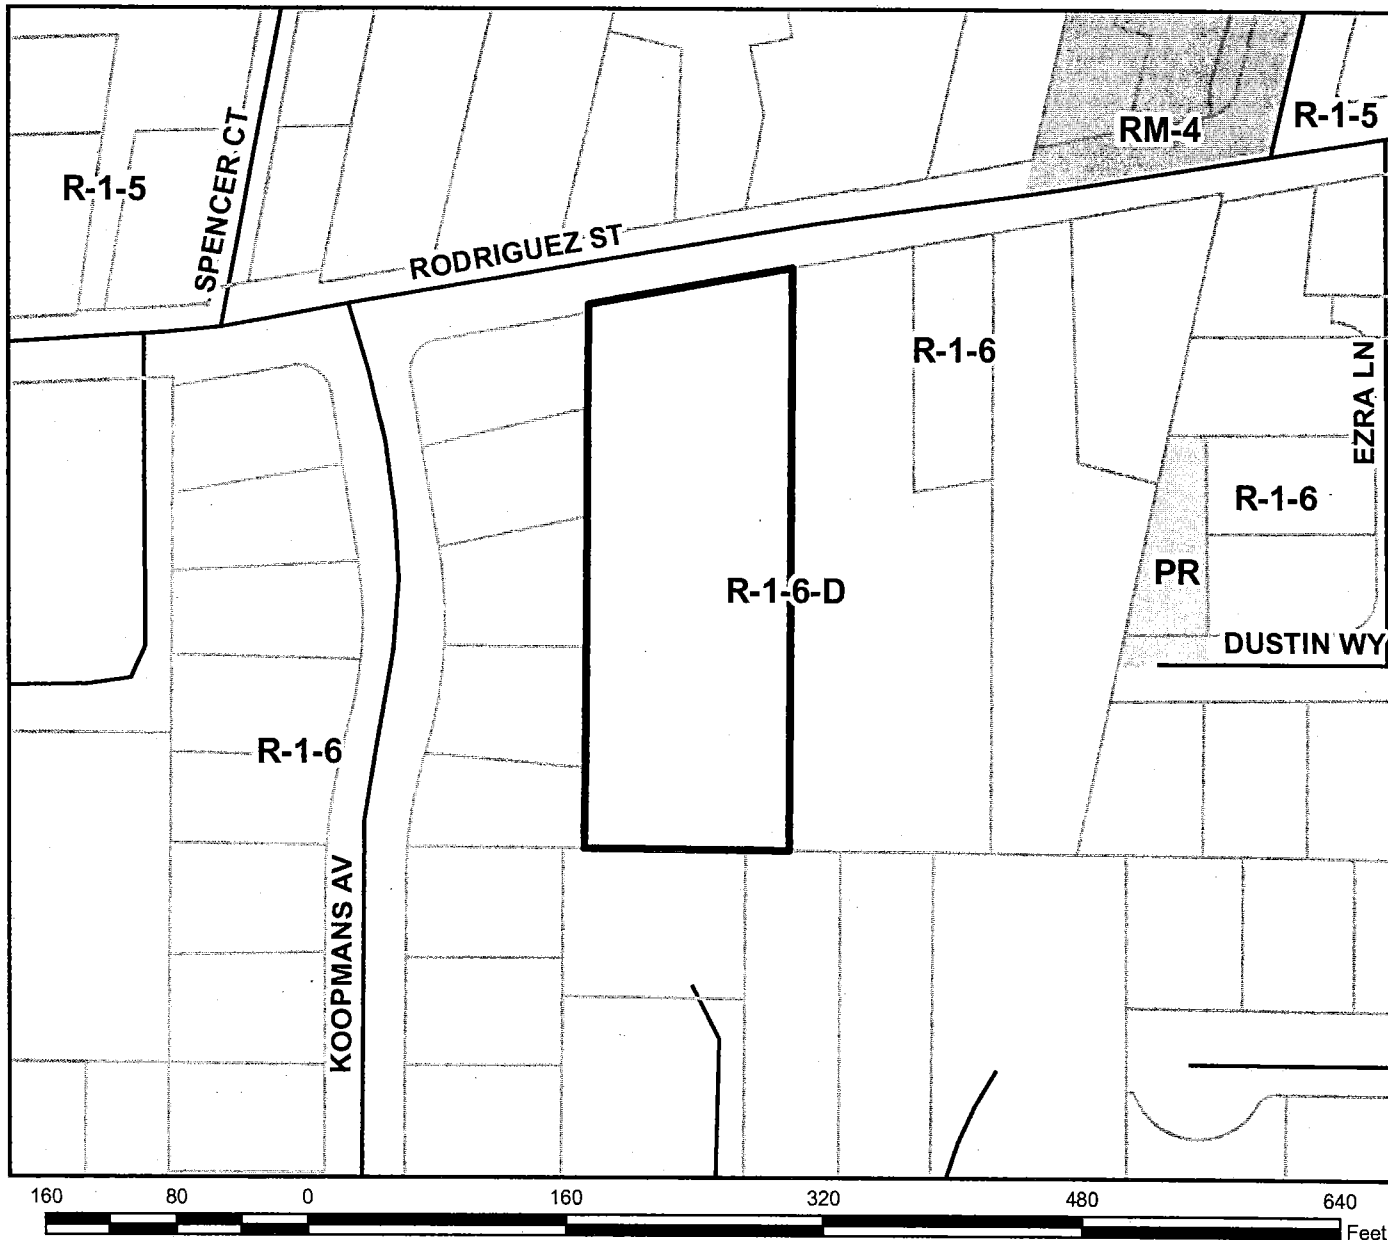 RM-4
R-1-5
R-1-5
SPENCER CT
RODRIGUEZ ST
R-1-6
EZRA LN
R-1-6
PR
R-1-6-D
DUSTIN WY
R-1-6
KOOPMANS AV
160 80 0 160 320 480 640
Feet